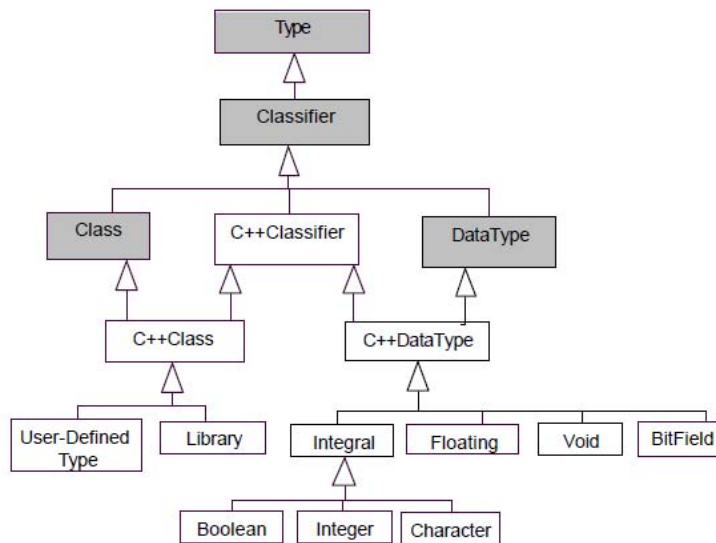 Type
Classifier
Class
C++Classifier
DataType
C++Class
C++DataType
User-Defined
Type
Library
Integral
Floating
Void
BitField
Boolean
Integer
Character